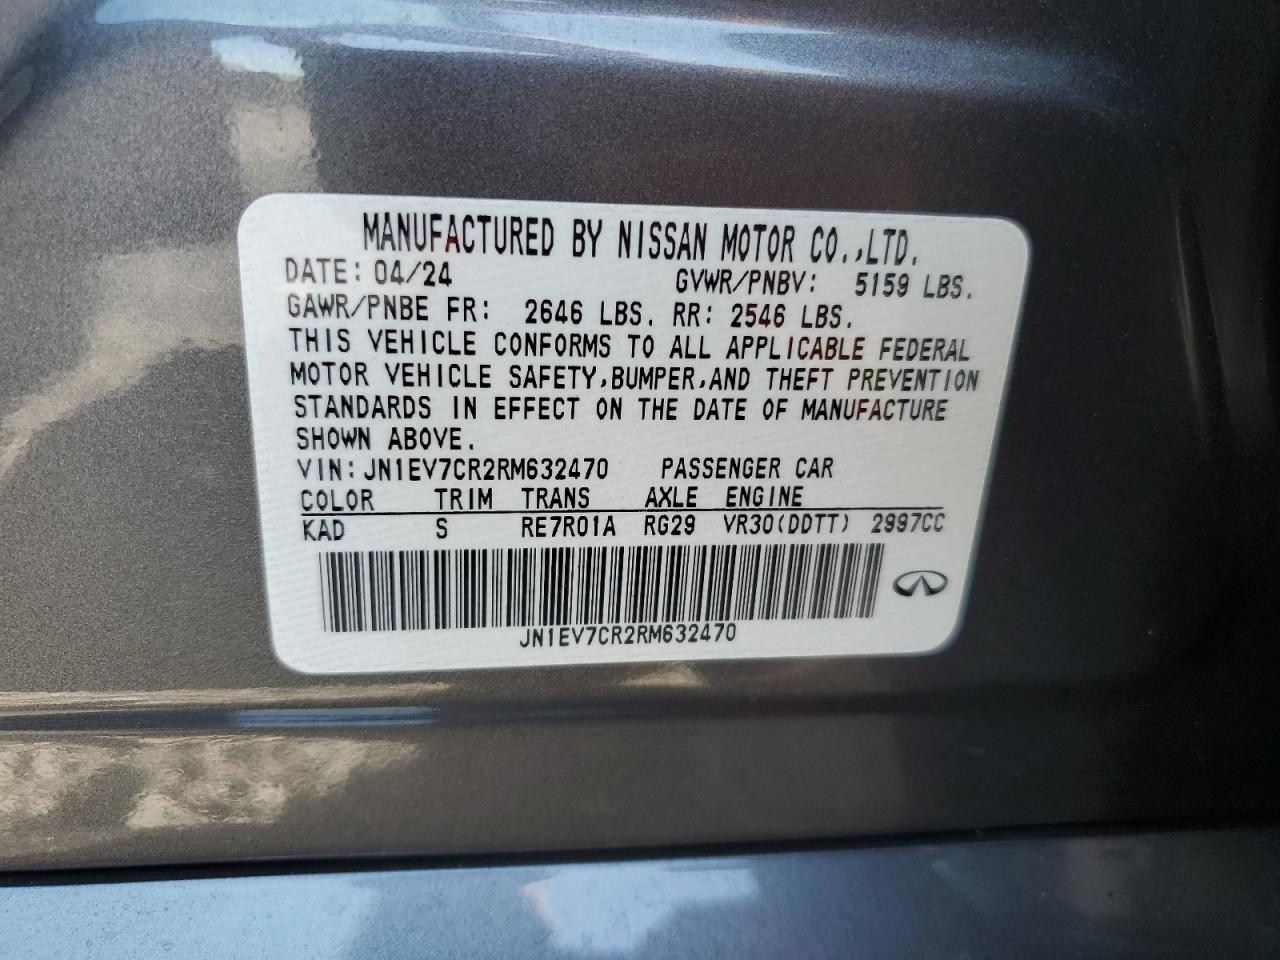 MANUFACTURED BY NISSAN MOTOR CO.,LTD.
DATE: 04/24 GVWR/PNBV: 5159 LBS.
GAWR/PNBE FR: 2646 LBS. RR: 2546 LBS.
THIS VEHICLE CONFORMS TO ALL APPLICABLE FEDERAL
MOTOR VEHICLE SAFETY,BUMPER,AND THEFT PREVENTION
STANDARDS IN EFFECT ON THE DATE OF MANUFACTURE
SHOWN ABOVE.
VIN: JN1EV7CR2RM632470 PASSENGER CAR
COLOR TRIM TRANS AXLE ENGINE
KAD S RE7R01A RG29 VR30(DDTT) 2997CC
JN1EV7CR2RM632470